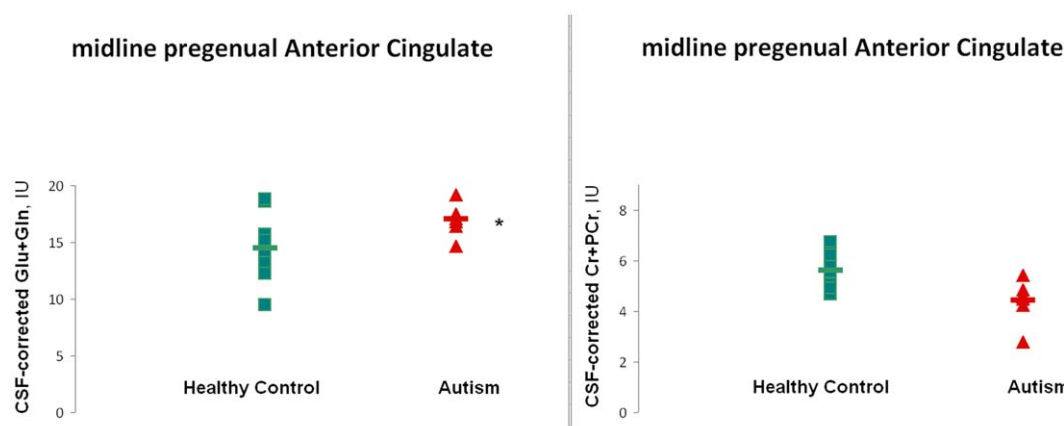 midline pregenual Anterior Cingulate
CSF-corrected Glu+Gln, IU
20
15
10
5
0
Healthy Control
Autism
*
midline pregenual Anterior Cingulate
CSF-corrected Cr+PCr, IU
8
6
4
2
0
Healthy Control
Autism